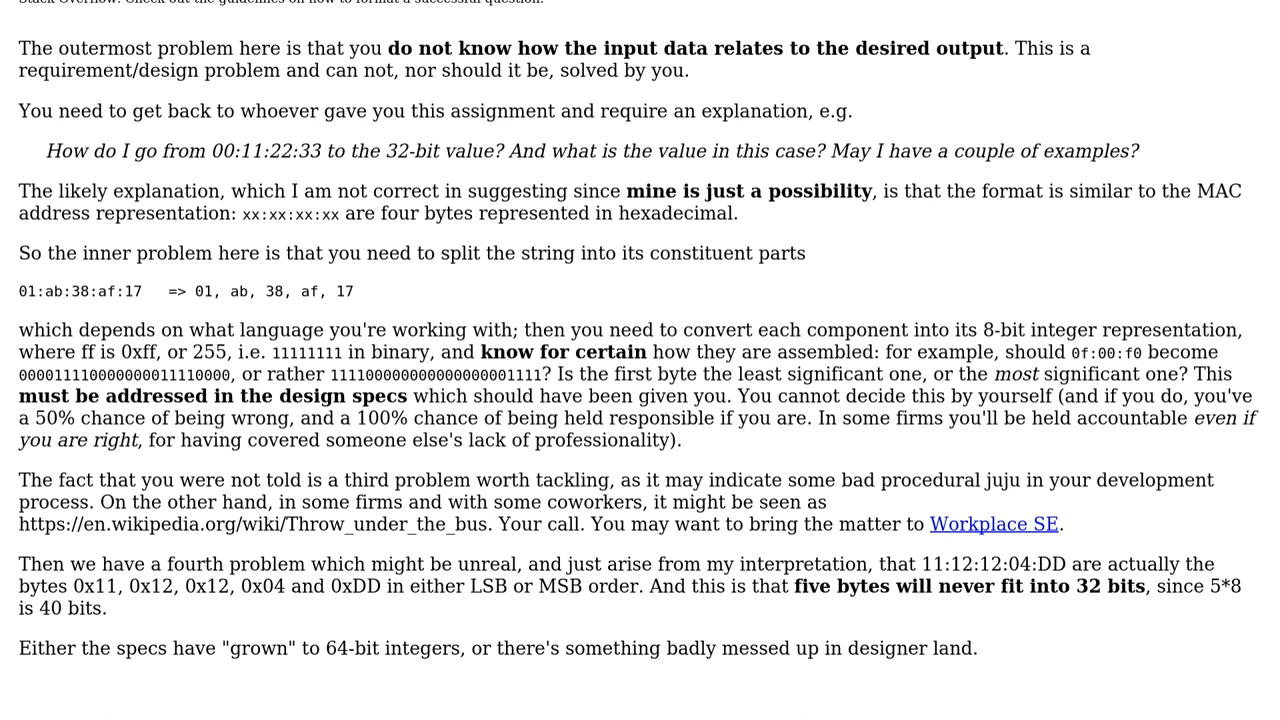 Stack Overflow. Check out the guidelines on how to format a successful question.
The outermost problem here is that you do not know how the input data relates to the desired output. This is a
requirement/design problem and can not, nor should it be, solved by you.
You need to get back to whoever gave you this assignment and require an explanation, e.g.
How do I go from 00:11:22:33 to the 32-bit value? And what is the value in this case? May I have a couple of examples?
The likely explanation, which I am not correct in suggesting since mine is just a possibility, is that the format is similar to the MAC
address representation: xx:xx:xx:xx are four bytes represented in hexadecimal.
So the inner problem here is that you need to split the string into its constituent parts
01:ab:38:af:17   => 01, ab, 38, af, 17
which depends on what language you're working with; then you need to convert each component into its 8-bit integer representation,
where ff is 0xff, or 255, i.e. 11111111 in binary, and know for certain how they are assembled: for example, should 0f:00:f0 become
000011110000000011110000, or rather 111100000000000000001111? Is the first byte the least significant one, or the most significant one? This
must be addressed in the design specs which should have been given you. You cannot decide this by yourself (and if you do, you've
a 50% chance of being wrong, and a 100% chance of being held responsible if you are. In some firms you'll be held accountable even if
you are right, for having covered someone else's lack of professionality).
The fact that you were not told is a third problem worth tackling, as it may indicate some bad procedural juju in your development
process. On the other hand, in some firms and with some coworkers, it might be seen as
https://en.wikipedia.org/wiki/Throw_under_the_bus. Your call. You may want to bring the matter to Workplace SE.
Then we have a fourth problem which might be unreal, and just arise from my interpretation, that 11:12:12:04:DD are actually the
bytes 0x11, 0x12, 0x12, 0x04 and 0xDD in either LSB or MSB order. And this is that five bytes will never fit into 32 bits, since 5*8
is 40 bits.
Either the specs have "grown" to 64-bit integers, or there's something badly messed up in designer land.